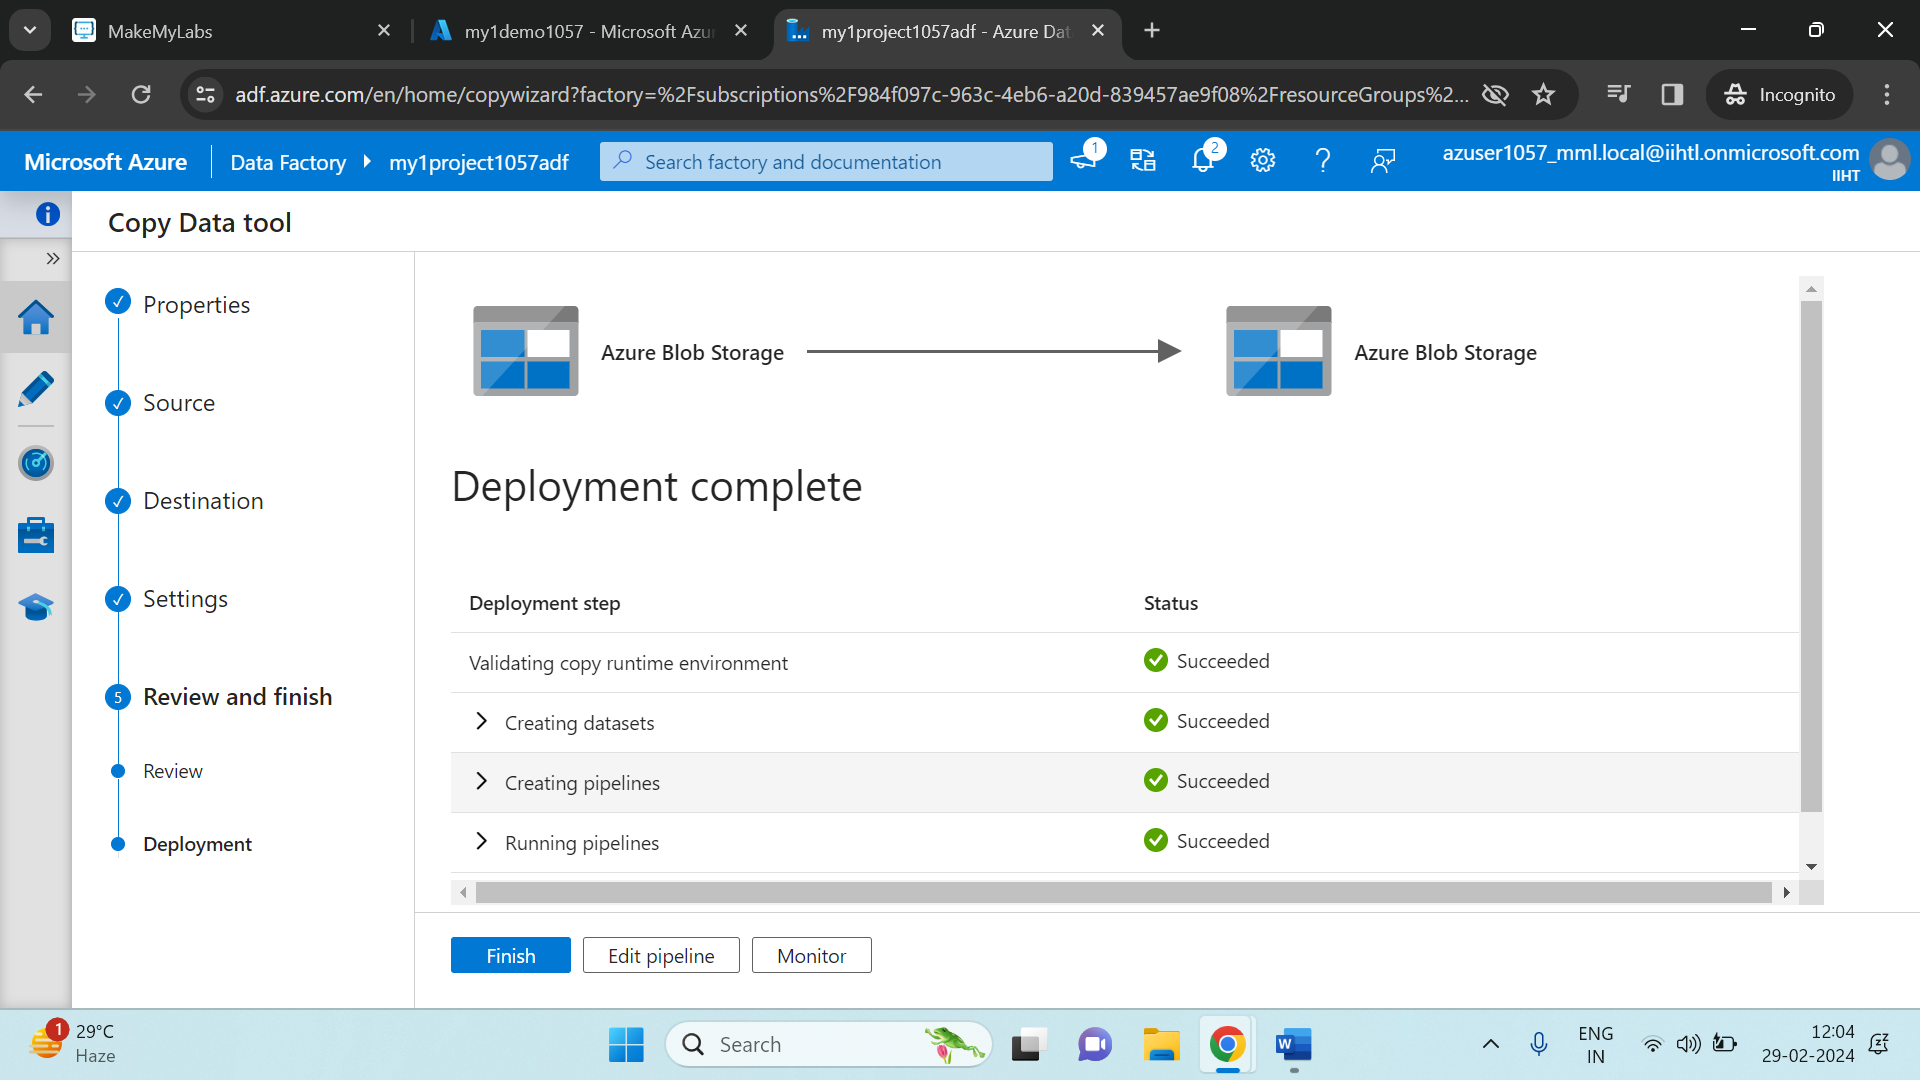 MakeMyLabs
my1demo1057 - Microsoft Azu
my1project1057adf - Azure Dat
adf.azure.com/en/home/copywizard?factory=%2Fsubscriptions%2F984f097c-963c-4eb6-a20d-839457ae9f08%2FresourceGroups%2...
Incognito
Microsoft Azure
Data Factory
my1project1057adf
Search factory and documentation
1
2
azuser1057_mml.local@iihtl.onmicrosoft.com
IIHT
Copy Data tool
Properties
Source
Destination
Settings
5
Review and finish
Review
Deployment
Azure Blob Storage
Azure Blob Storage
Deployment complete
Deployment step
Status
Validating copy runtime environment
Succeeded
Creating datasets
Succeeded
Creating pipelines
Succeeded
Running pipelines
Succeeded
Finish
Edit pipeline
Monitor
1
29°C
Haze
Search
W
ENG
IN
12:04
29-02-2024